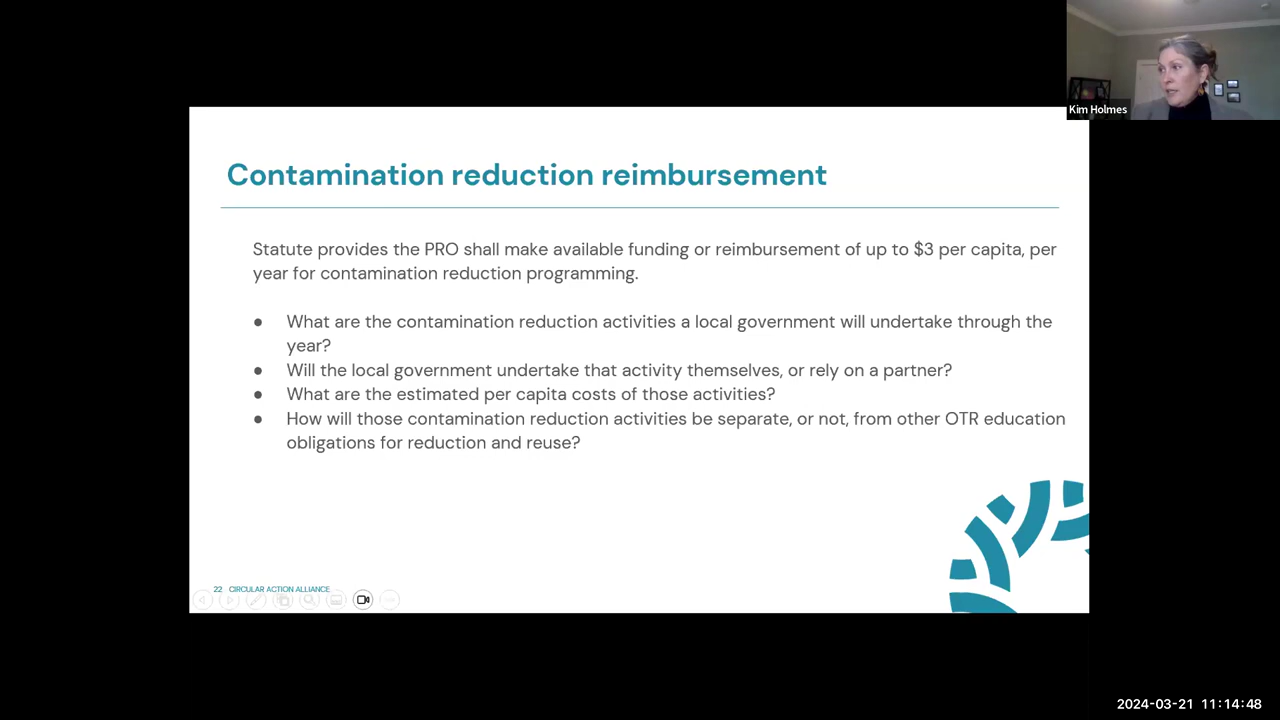 Kim Holmes
Contamination reduction reimbursement
Statute provides the PRO shall make available funding or reimbursement of up to $3 per capita, per
year for contamination reduction programming.
● What are the contamination reduction activities a local government will undertake through the
year?
● Will the local government undertake that activity themselves, or rely on a partner?
● What are the estimated per capita costs of those activities?
● How will those contamination reduction activities be separate, or not, from other OTR education
obligations for reduction and reuse?
22 CIRCULAR ACTION ALLIANCE
2024-03-21 11:14:48